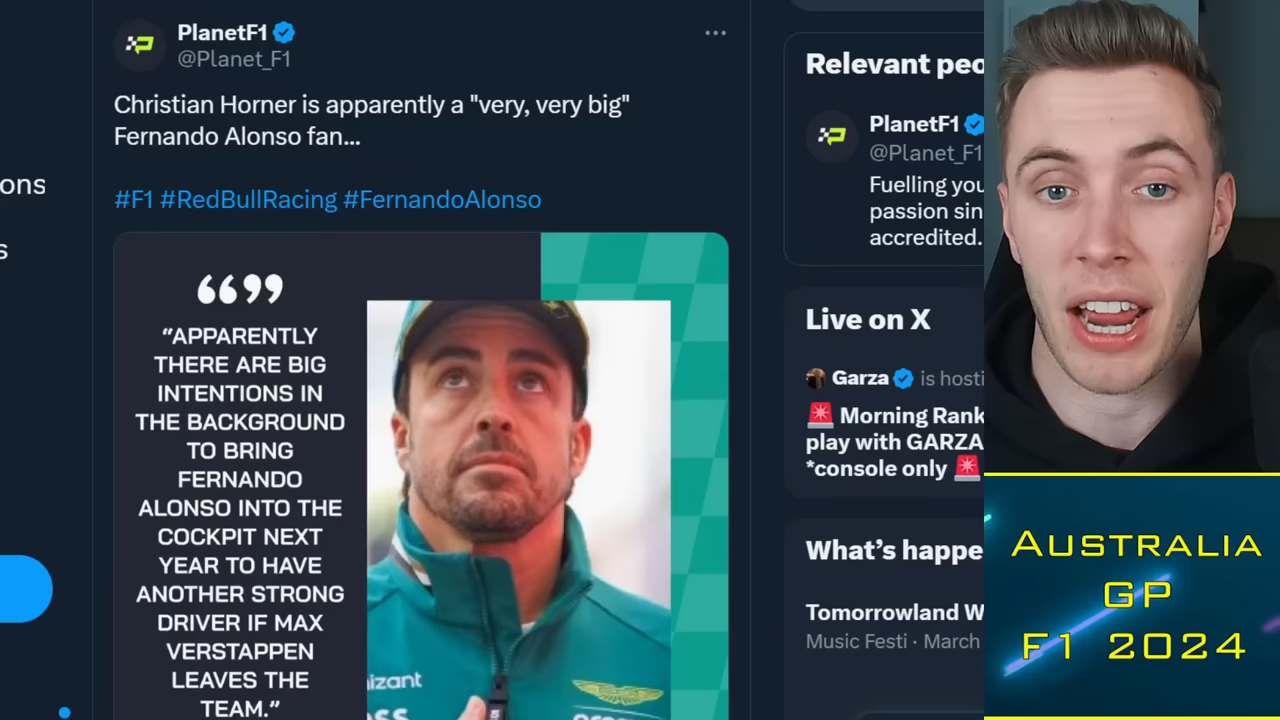 PlanetF1
@Planet_F1
Christian Horner is apparently a "very, very big"
Fernando Alonso fan...
#F1 #RedBullRacing #FernandoAlonso
“APPARENTLY
THERE ARE BIG
INTENTIONS IN
THE BACKGROUND
TO BRING
FERNANDO
ALONSO INTO THE
COCKPIT NEXT
YEAR TO HAVE
ANOTHER STRONG
DRIVER IF MAX
VERSTAPPEN
LEAVES THE
TEAM.”
nizant
ons
s
Relevant peo
PlanetF1
@Planet_F1
Fuelling you
passion sin
accredited.
Live on X
Garza is hosti
🚨 Morning Rank
play with GARZA
*console only 🚨
What’s happe
Tomorrowland W
Music Festi · March
AUSTRALIA
GP
F1 2024